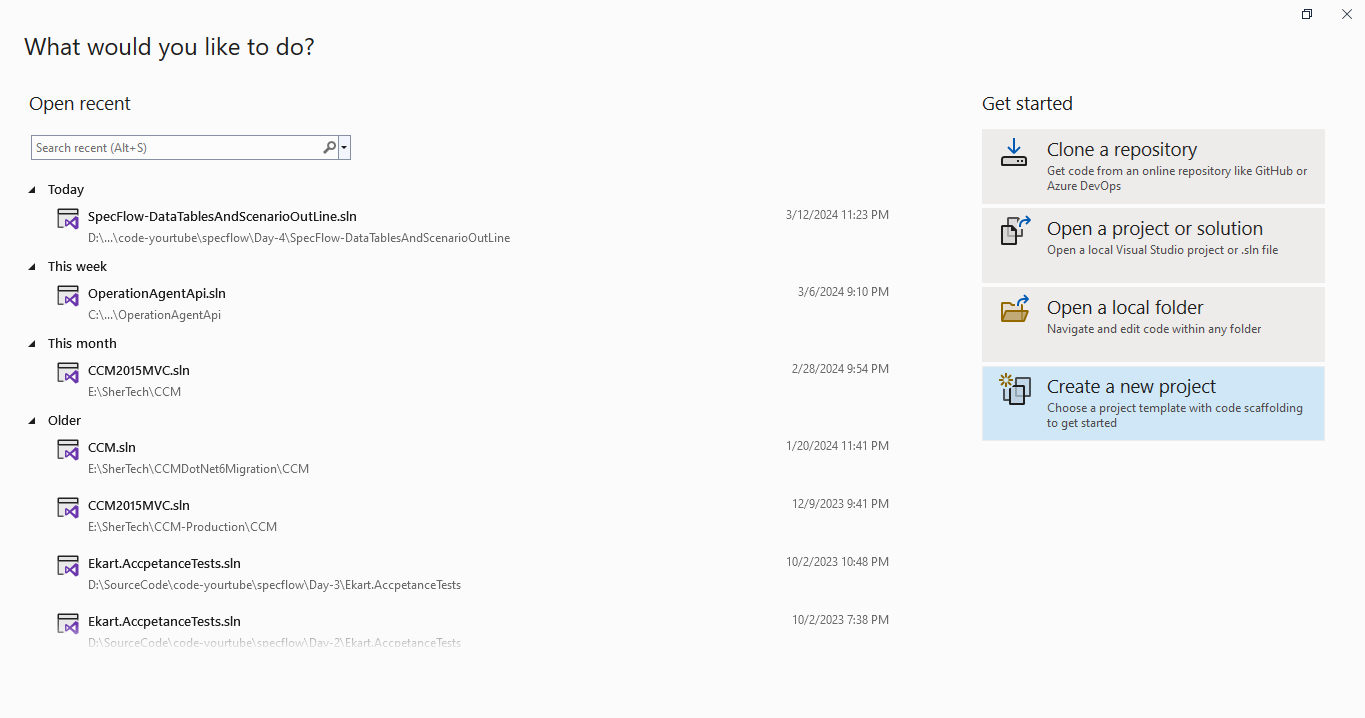 What would you like to do?
Open recent
Search recent (Alt+S)
Today
SpecFlow-DataTablesAndScenarioOutLine.sln 3/12/2024 11:23 PM
D:\...\code-yourtube\specflow\Day-4\SpecFlow-DataTablesAndScenarioOutLine
This week
OperationAgentApi.sln 3/6/2024 9:10 PM
C:\...\OperationAgentApi
This month
CCM2015MVC.sln 2/28/2024 9:54 PM
E:\SherTech\CCM
Older
CCM.sln 1/20/2024 11:41 PM
E:\SherTech\CCMDotNet6Migration\CCM
CCM2015MVC.sln 12/9/2023 9:41 PM
E:\SherTech\CCM-Production\CCM
Ekart.AccpetanceTests.sln 10/2/2023 10:48 PM
D:\SourceCode\code-yourtube\specflow\Day-3\Ekart.AccpetanceTests
Ekart.AccpetanceTests.sln 10/2/2023 7:38 PM
D:\SourceCode\code-yourtube\specflow\Day-2\Ekart.AccpetanceTests
Get started
Clone a repository
Get code from an online repository like GitHub or
Azure DevOps
Open a project or solution
Open a local Visual Studio project or .sln file
Open a local folder
Navigate and edit code within any folder
Create a new project
Choose a project template with code scaffolding
to get started